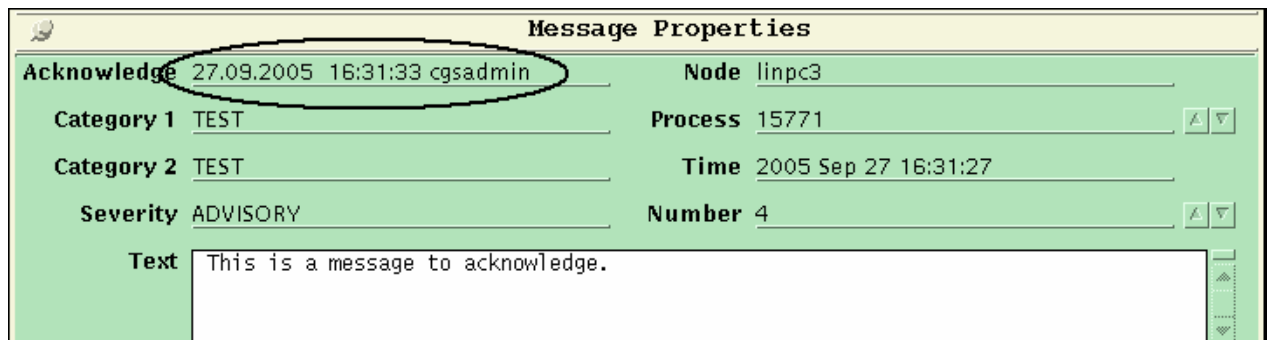 Message Properties
Acknowledge 27.09.2005 16:31:33 cgsadmin Node linpc3
Category 1 TEST Process 15771
Category 2 TEST Time 2005 Sep 27 16:31:27
Severity ADVISORY Number 4
Text This is a message to acknowledge.